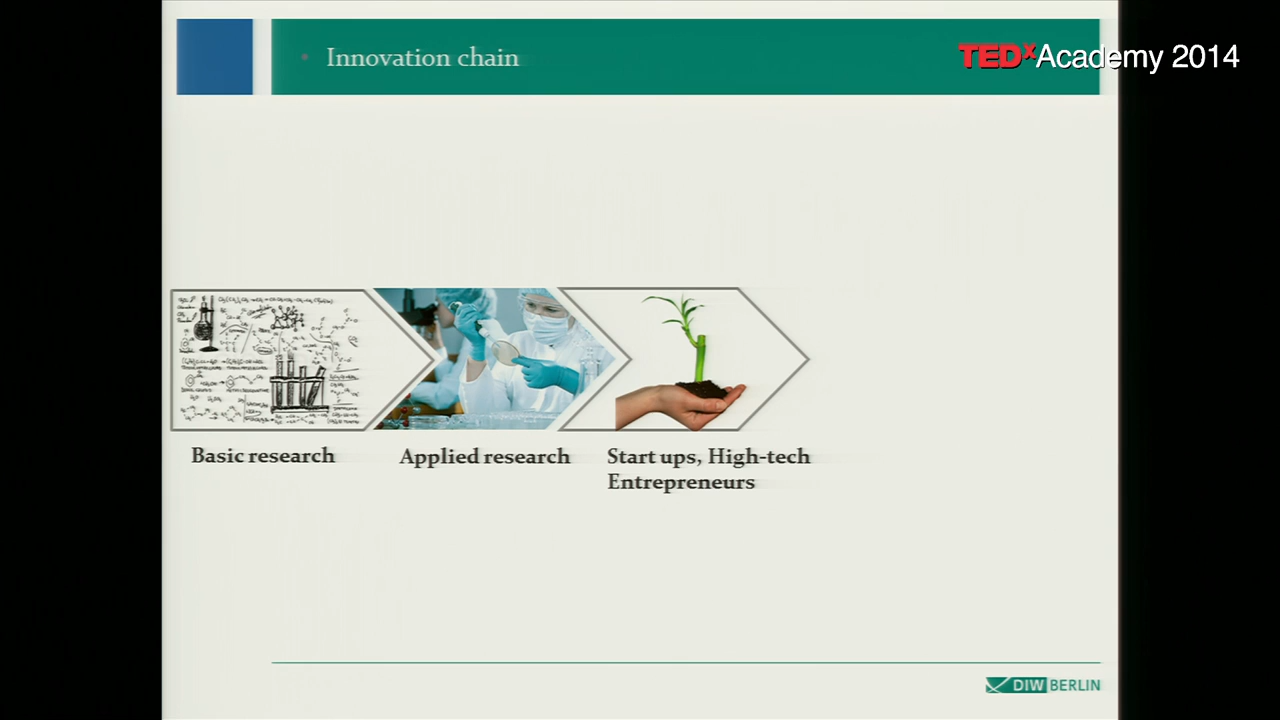 • Innovation chain
TEDxAcademy 2014
Basic research
Applied research
Start ups, High-tech
Entrepreneurs
DIW BERLIN